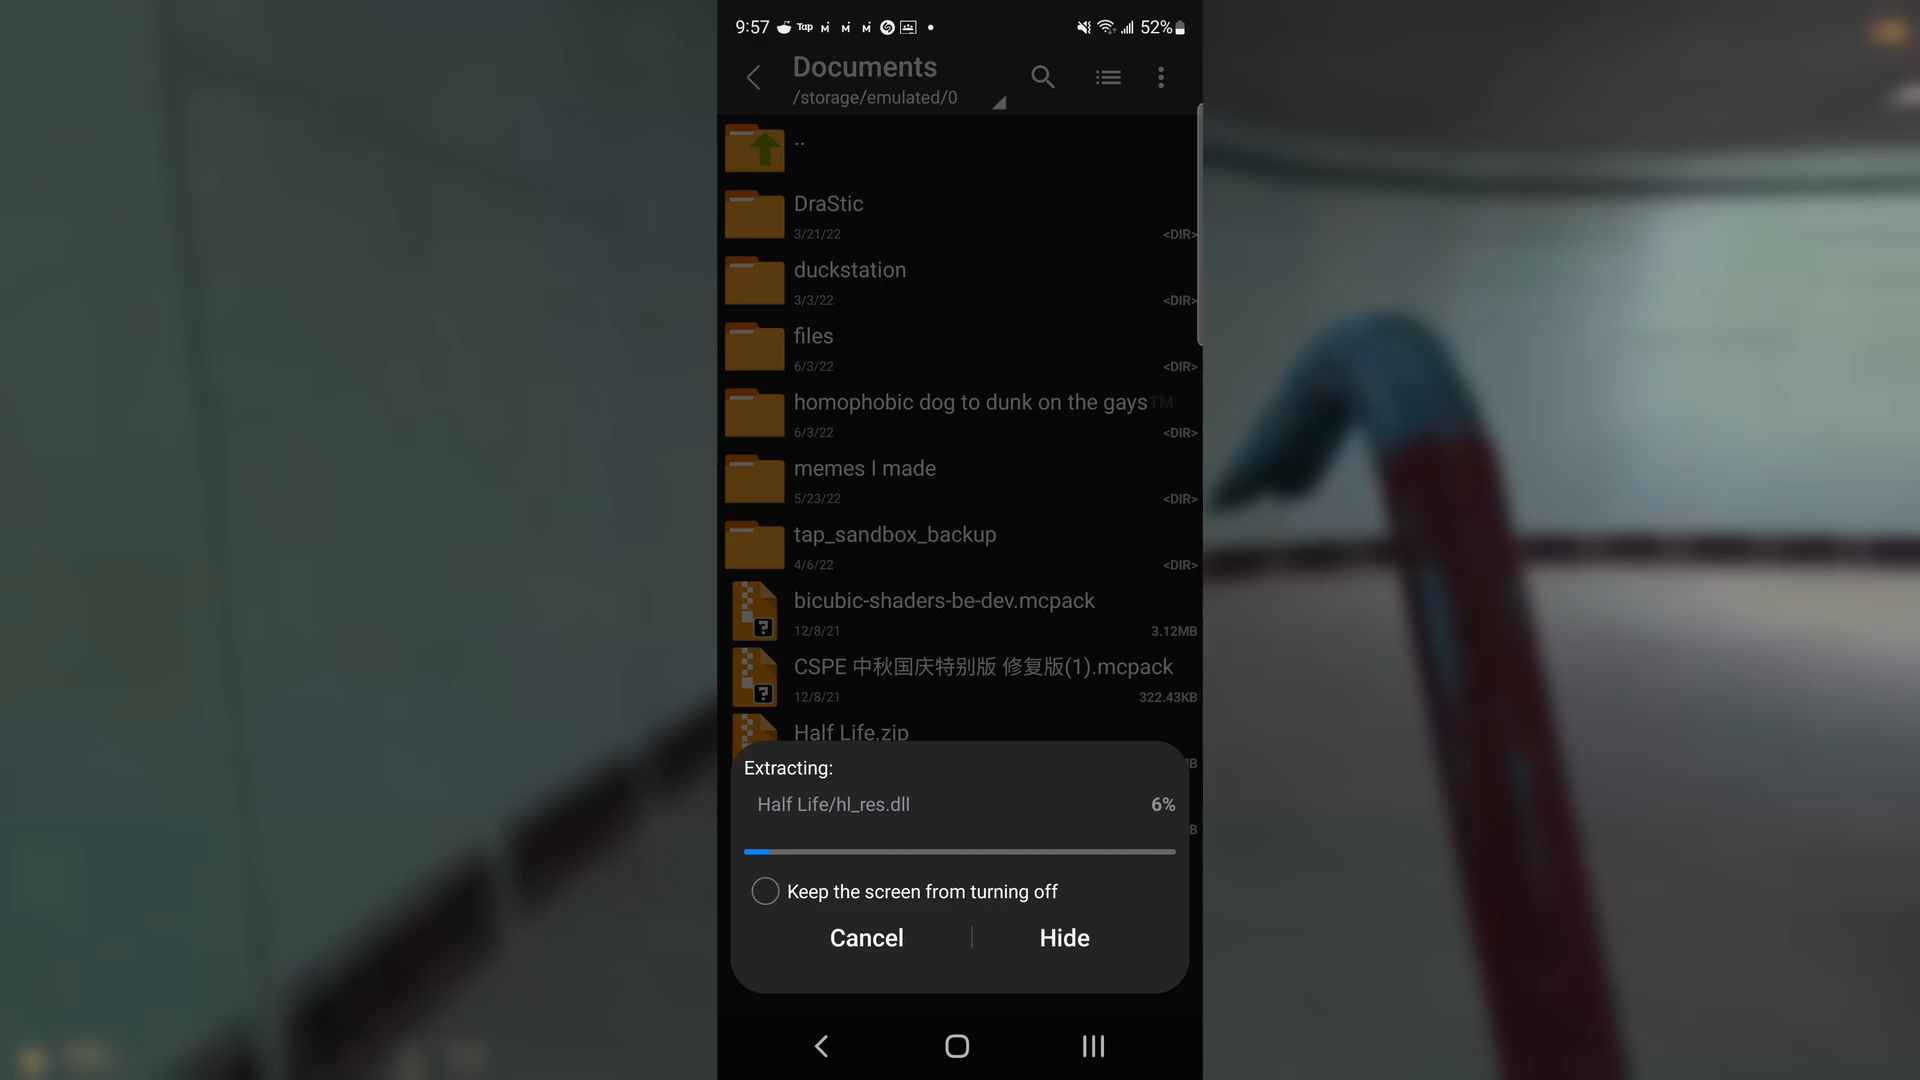 9:57 Tap M M M 52%
Documents
/storage/emulated/0
..
DraStic
3/21/22 <DIR>
duckstation
3/3/22 <DIR>
files
6/3/22 <DIR>
homophobic dog to dunk on the gays™
6/3/22 <DIR>
memes I made
5/23/22 <DIR>
tap_sandbox_backup
4/6/22 <DIR>
bicubic-shaders-be-dev.mcpack
?
12/8/21 3.12MB
CSPE 中秋国庆特别版 修复版(1).mcpack
?
12/8/21 322.43KB
Half Life.zip
Extracting:
Half Life/hl_res.dll 6%
Keep the screen from turning off
Cancel | Hide